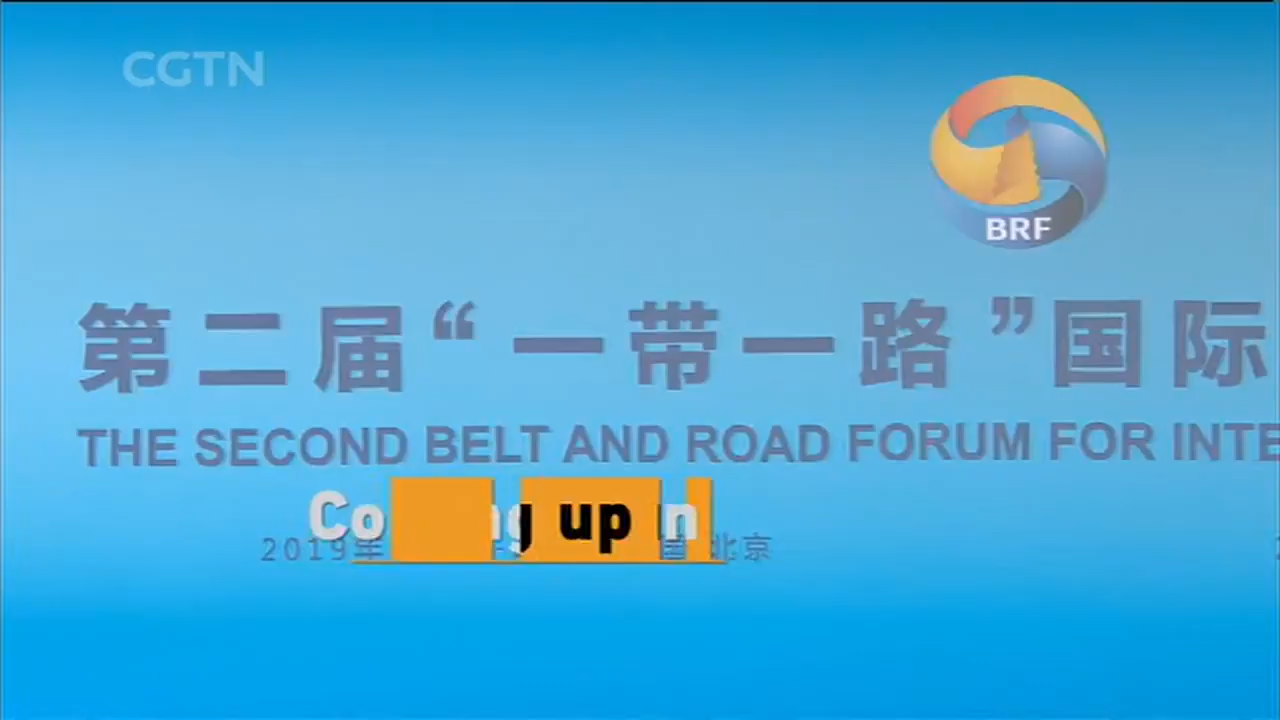 CGTN
BRF
第二届“一带一路”国际
THE SECOND BELT AND ROAD FORUM FOR INTE
up
2019年 北京